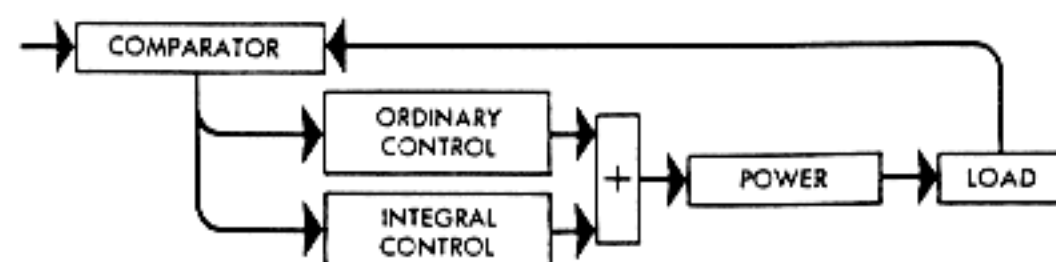 COMPARATOR
ORDINARY
CONTROL
+
POWER
LOAD
INTEGRAL
CONTROL